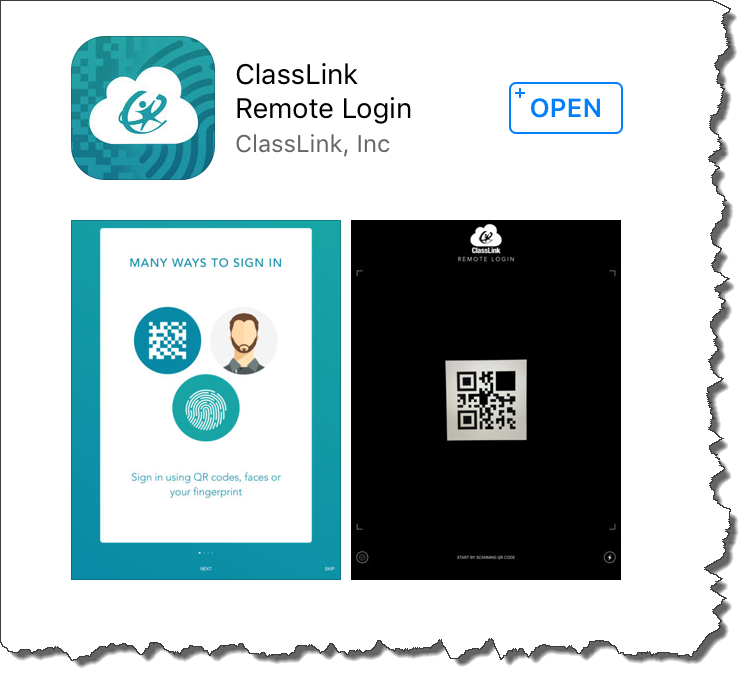 ClassLink
Remote Login
ClassLink, Inc
+
OPEN
MANY WAYS TO SIGN IN
Sign in using QR codes, faces or
your fingerprint
NEXT
SKIP
ClassLink
REMOTE LOGIN
START BY SCANNING QR CODE